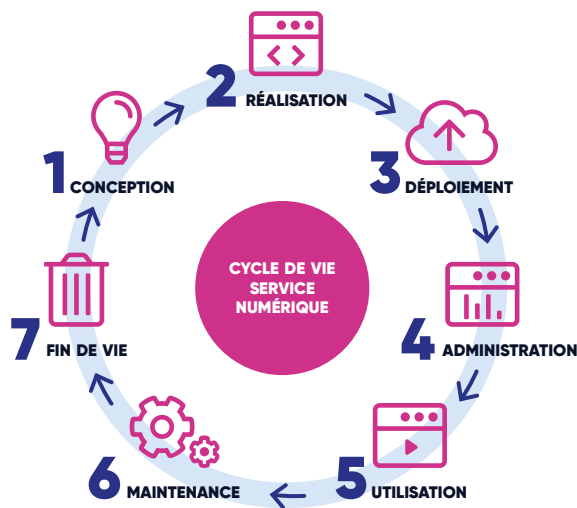 2 RÉALISATION
3 DÉPLOIEMENT
1 CONCEPTION
CYCLE DE VIE
SERVICE
NUMÉRIQUE
4 ADMINISTRATION
7 FIN DE VIE
6 MAINTENANCE
5 UTILISATION